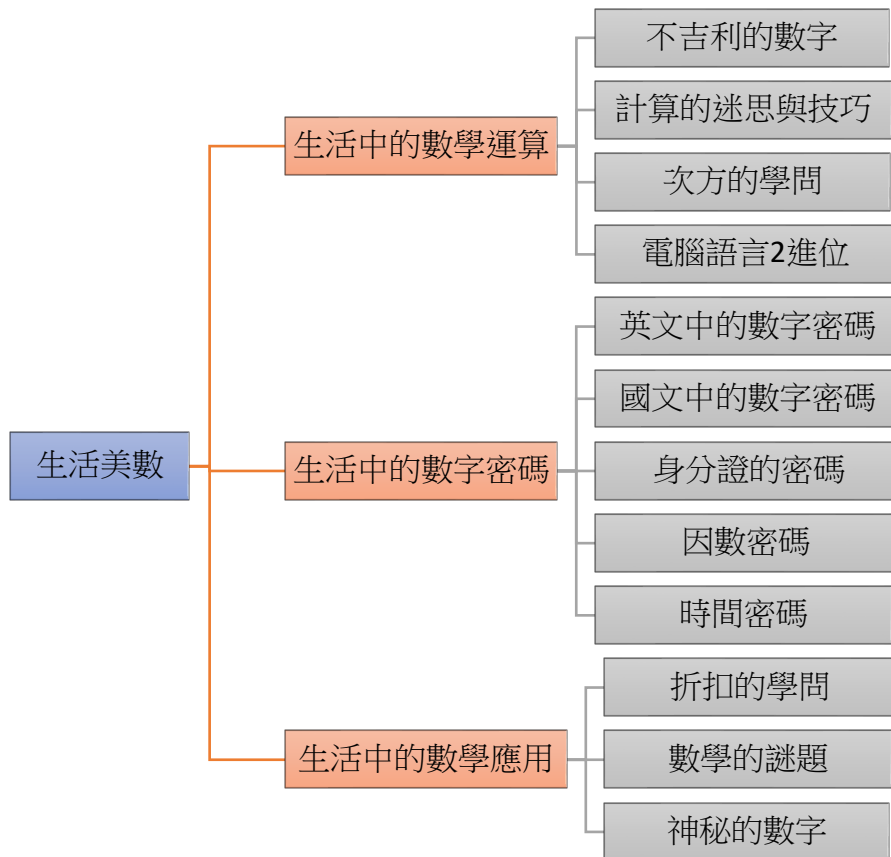 生活美數
生活中的數學運算
不吉利的數字
計算的迷思與技巧
次方的學問
電腦語言2進位
生活中的數字密碼
英文中的數字密碼
國文中的數字密碼
身分證的密碼
因數密碼
時間密碼
生活中的數學應用
折扣的學問
數學的謎題
神秘的數字